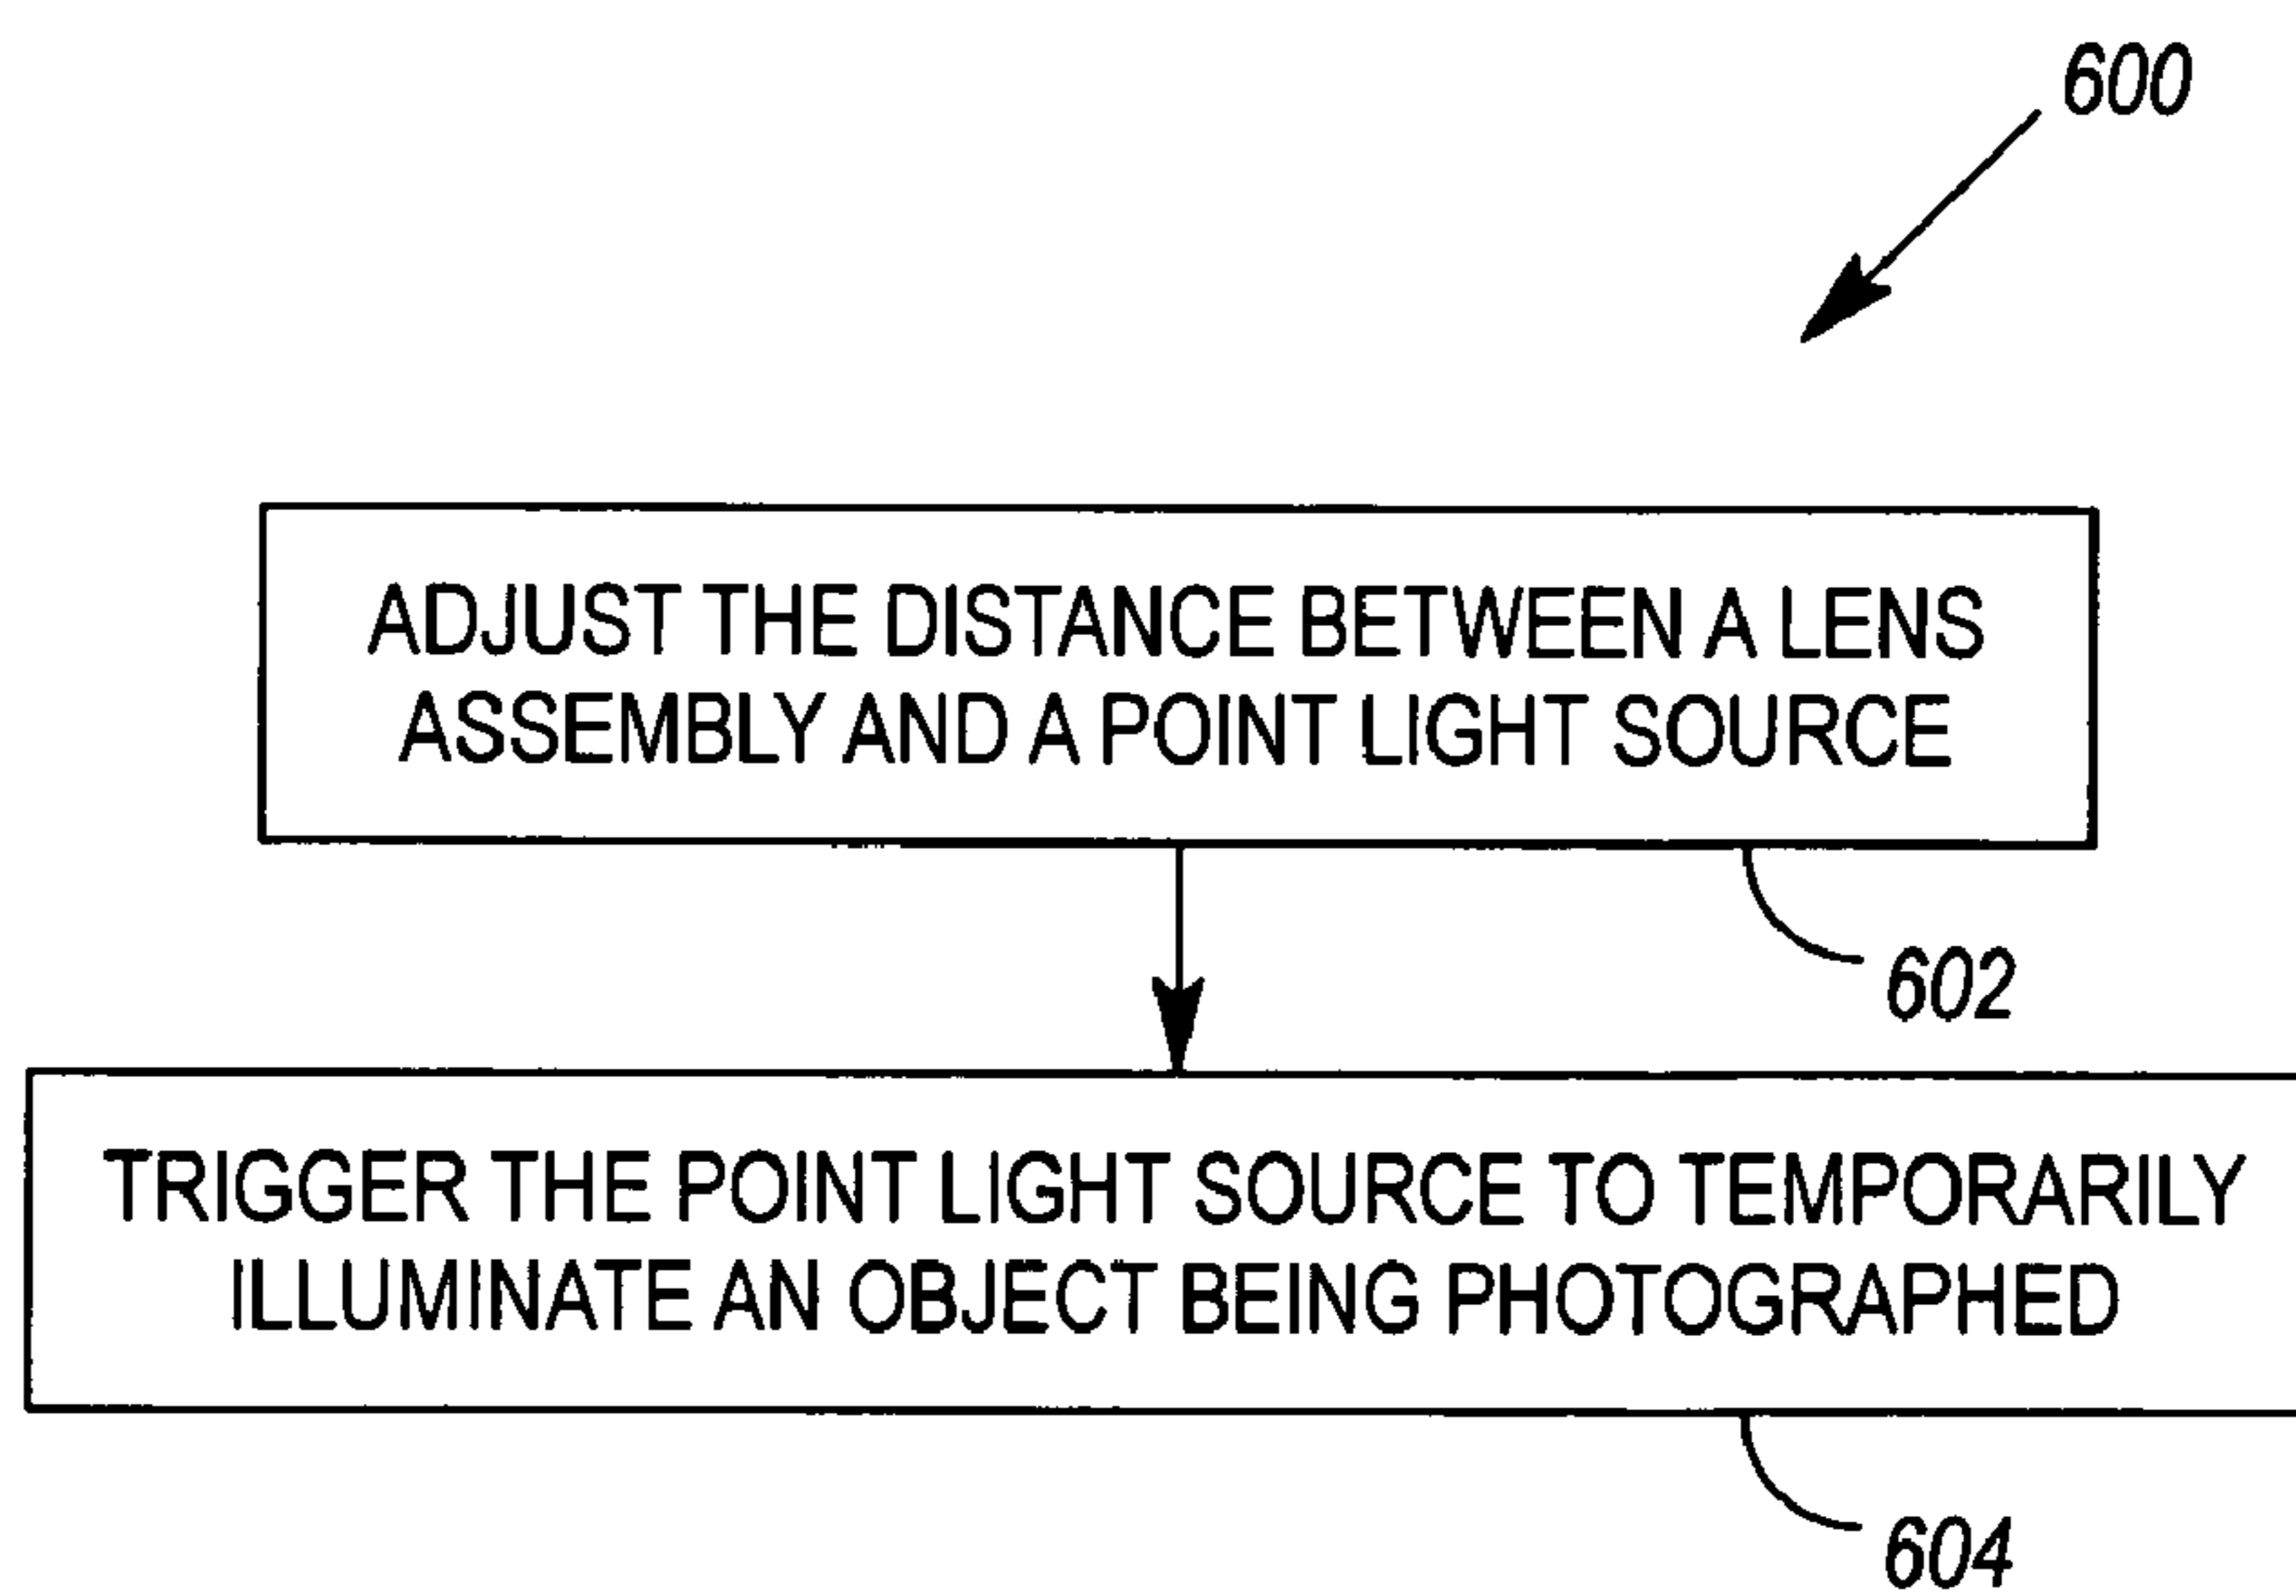 600
ADJUST THE DISTANCE BETWEEN A LENS
ASSEMBLY AND A POINT LIGHT SOURCE
602
TRIGGER THE POINT LIGHT SOURCE TO TEMPORARILY
ILLUMINATE AN OBJECT BEING PHOTOGRAPHED
604